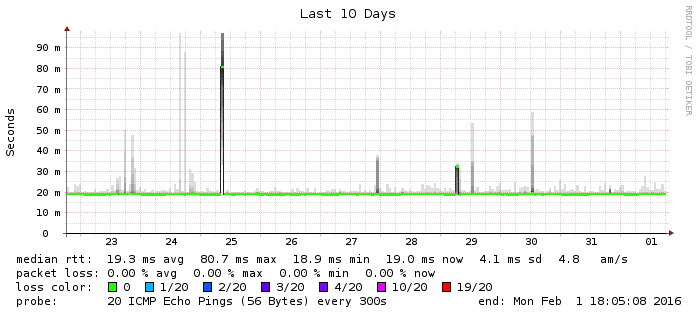 Last 10 Days
RRDTOOL / TOBI OETIKER
Seconds
90 m
80 m
70 m
60 m
50 m
40 m
30 m
20 m
10 m
0
23 24 25 26 27 28 29 30 31 01
median rtt: 19.3 ms avg 80.7 ms max 18.9 ms min 19.0 ms now 4.1 ms sd 4.8 am/s
packet loss: 0.00 % avg 0.00 % max 0.00 % min 0.00 % now
loss color: 0 1/20 2/20 3/20 4/20 10/20 19/20
probe: 20 ICMP Echo Pings (56 Bytes) every 300s end: Mon Feb 1 18:05:08 2016